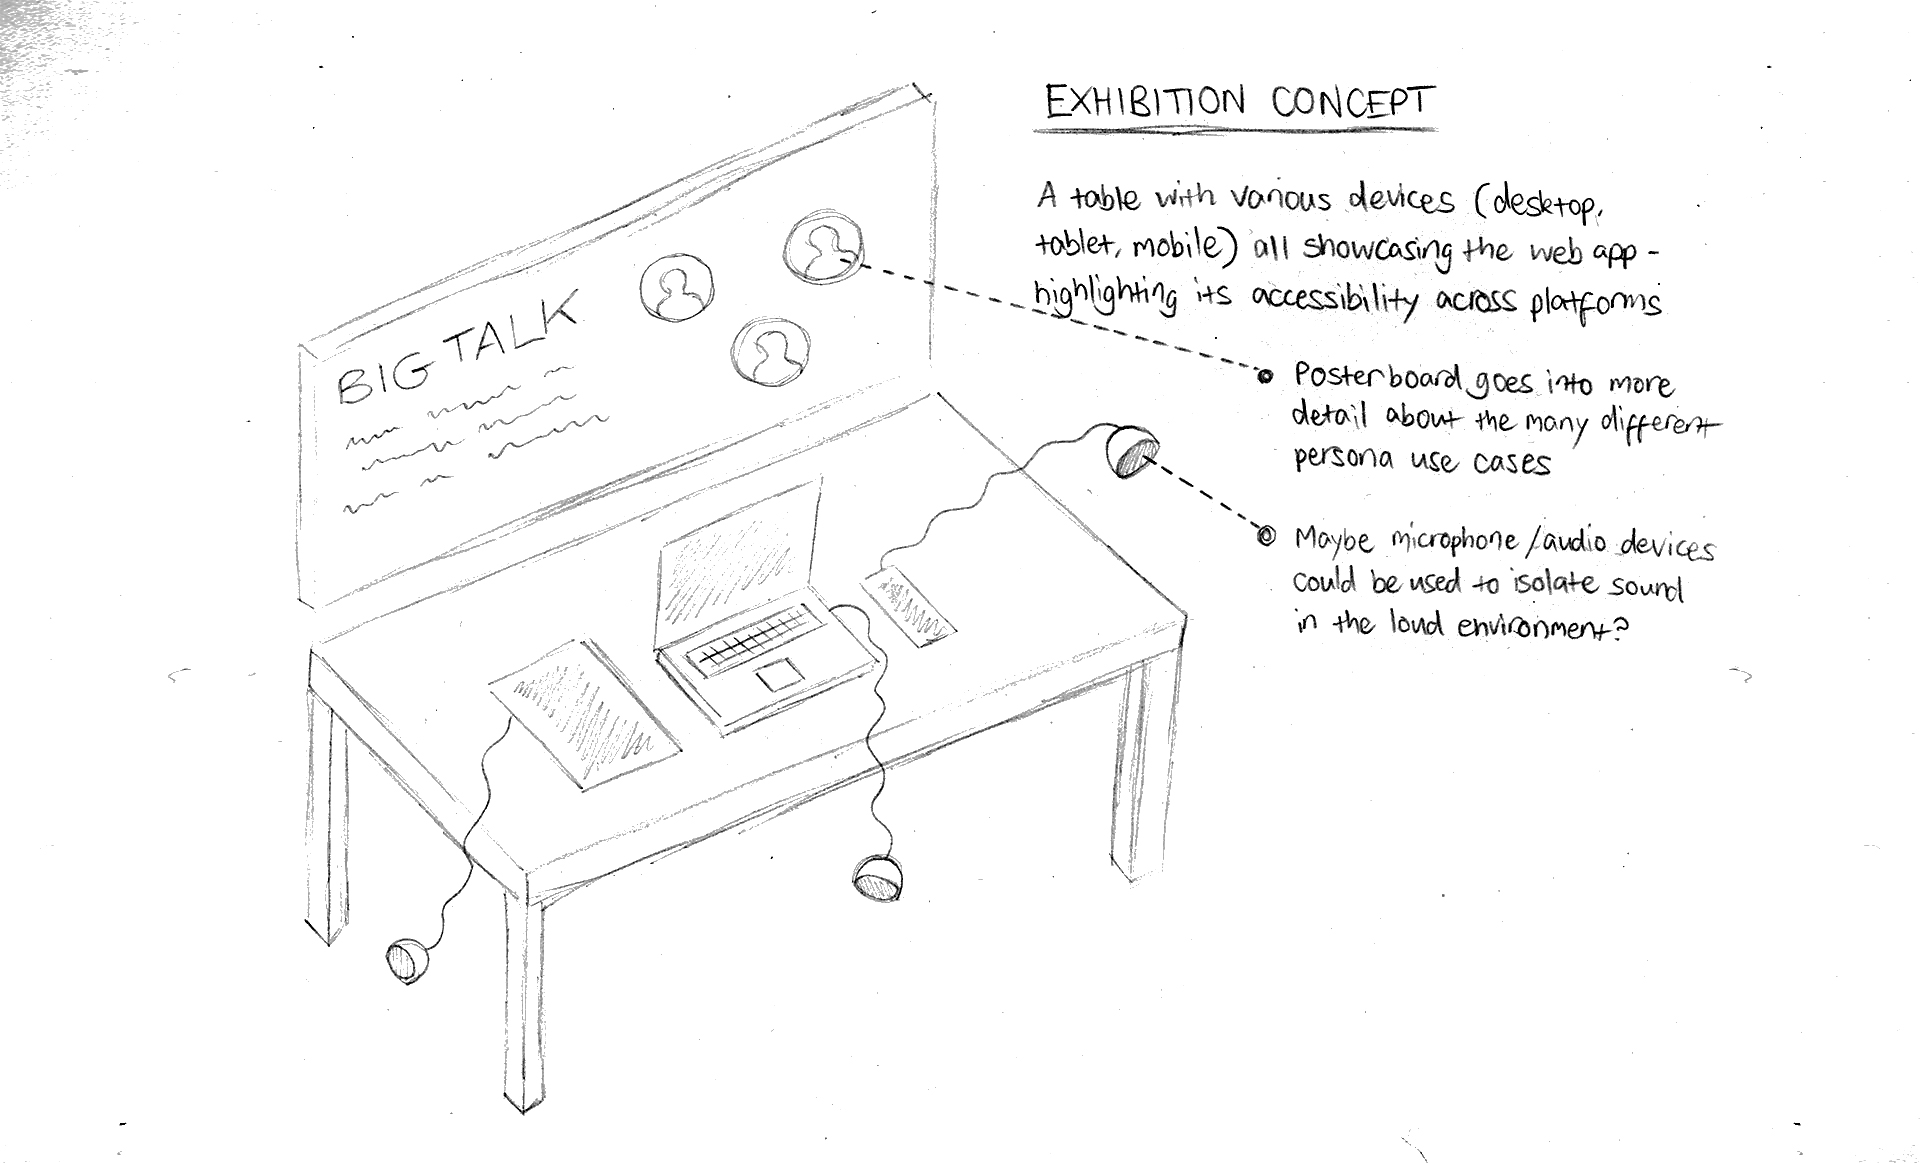 EXHIBITION CONCEPT
A table with various devices (desktop,
tablet, mobile) all showcasing the web app -
highlighting its accessibility across platforms
Posterboard goes into more
detail about the many different
persona use cases
Maybe microphone/audio devices
could be used to isolate sound
in the loud environment?
BIG TALK